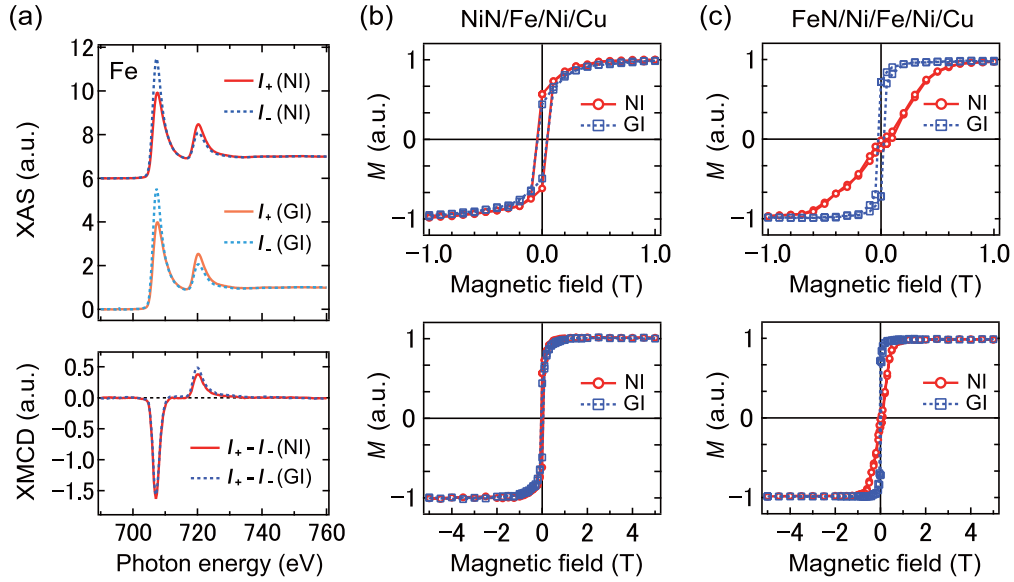 (a)
Fe
I+ (NI)
I- (NI)
I+ (GI)
I- (GI)
12
10
8
6
4
2
0
XAS (a.u.)
0.5
0.0
-0.5
-1.0
-1.5
XMCD (a.u.)
I+ - I- (NI)
I+ - I- (GI)
700
720
740
760
Photon energy (eV)
(b)
NiN/Fe/Ni/Cu
1
0
-1
M (a.u.)
NI
GI
-1.0
0.0
1.0
Magnetic field (T)
1
0
-1
M (a.u.)
NI
GI
-4
-2
0
2
4
Magnetic field (T)
(c)
FeN/Ni/Fe/Ni/Cu
1
0
-1
M (a.u.)
NI
GI
-1.0
0.0
1.0
Magnetic field (T)
1
0
-1
M (a.u.)
NI
GI
-4
-2
0
2
4
Magnetic field (T)